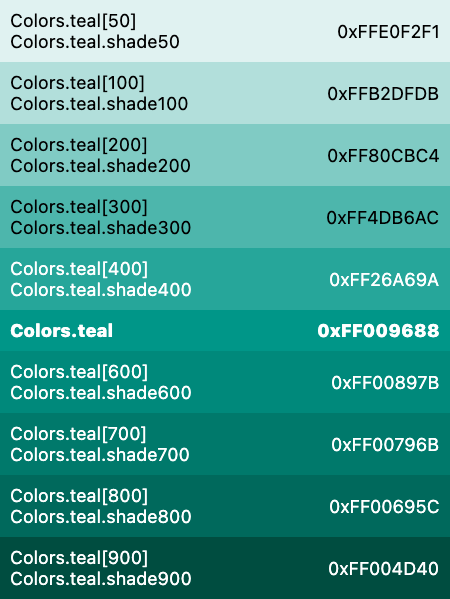 Colors.teal[50]
Colors.teal.shade50
0xFFE0F2F1
Colors.teal[100]
Colors.teal.shade100
0xFFB2DFDB
Colors.teal[200]
Colors.teal.shade200
0xFF80CBC4
Colors.teal[300]
Colors.teal.shade300
0xFF4DB6AC
Colors.teal[400]
Colors.teal.shade400
0xFF26A69A
Colors.teal
0xFF009688
Colors.teal[600]
Colors.teal.shade600
0xFF00897B
Colors.teal[700]
Colors.teal.shade700
0xFF00796B
Colors.teal[800]
Colors.teal.shade800
0xFF00695C
Colors.teal[900]
Colors.teal.shade900
0xFF004D40